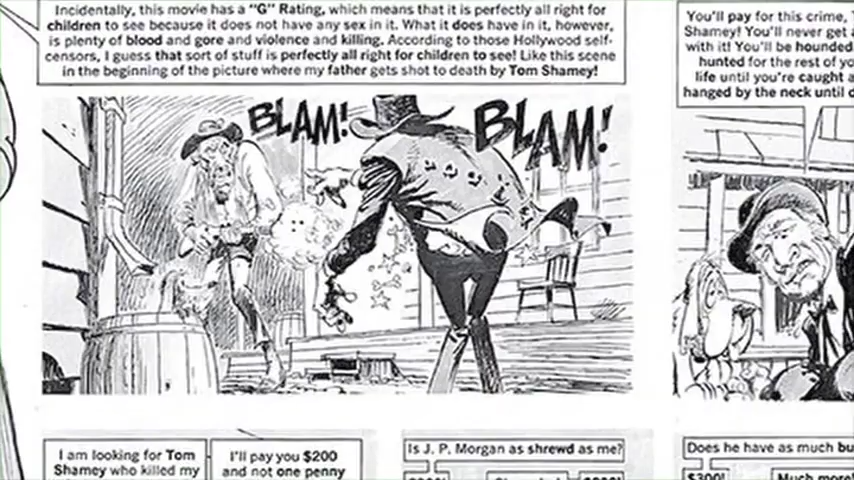 Incidentally, this movie has a "G" Rating, which means that it is perfectly all right for
children to see because it does not have any sex in it. What it does have in it, however,
is plenty of blood and gore and violence and killing. According to those Hollywood self-
censors, I guess that sort of stuff is perfectly all right for children to see! Like this scene
in the beginning of the picture where my father gets shot to death by Tom Shamey!
BLAM!
BLAM!
You'll pay for this crime,
Shamey! You'll never get
with it! You'll be hounded
hunted for the rest of
life until you're caught
hanged by the neck until
I am looking for Tom
Shamey who killed my
I'll pay you $200
and not one penny
Is J. P. Morgan as shrewd as me?
Does he have as much
$300!
Much more!